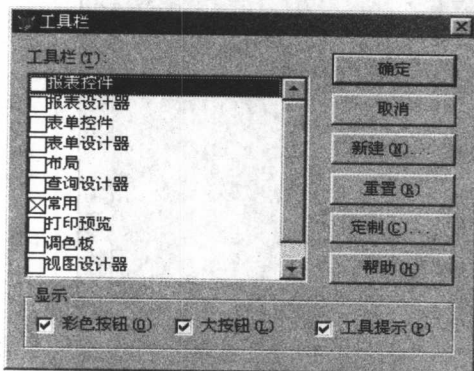 工具栏
工具栏(T):
报表控件
报表设计器
表单控件
表单设计器
布局
查询设计器
常用
打印预览
调色板
视图设计器
确定
取消
新建(N)...
重置(R)
定制(C)...
帮助(H)
显示
彩色按钮(O) 大按钮(L) 工具提示(P)